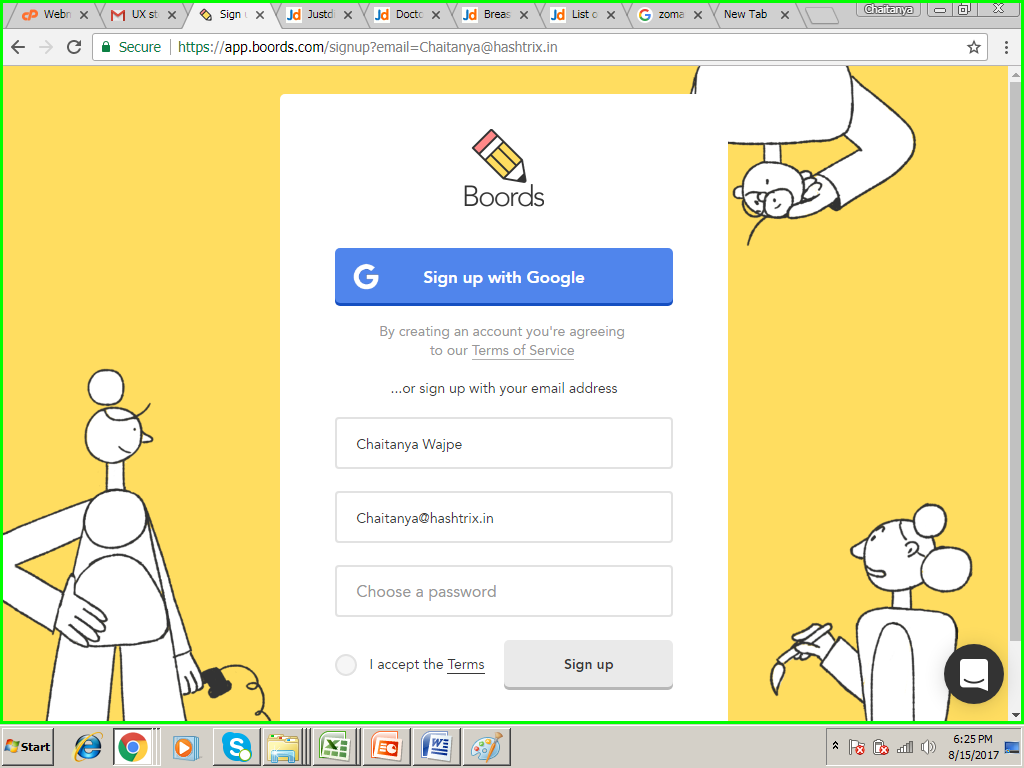 Webm
UX st
Sign u
Justdi
Docto
Breas
List o
zoma
New Tab
Chaitanya
Secure
https://app.boords.com/signup?email=Chaitanya@hashtrix.in
Boords
Sign up with Google
By creating an account you're agreeing
to our Terms of Service
...or sign up with your email address
Chaitanya Wajpe
Chaitanya@hashtrix.in
Choose a password
I accept the Terms
Sign up
Start
6:25 PM
8/15/2017